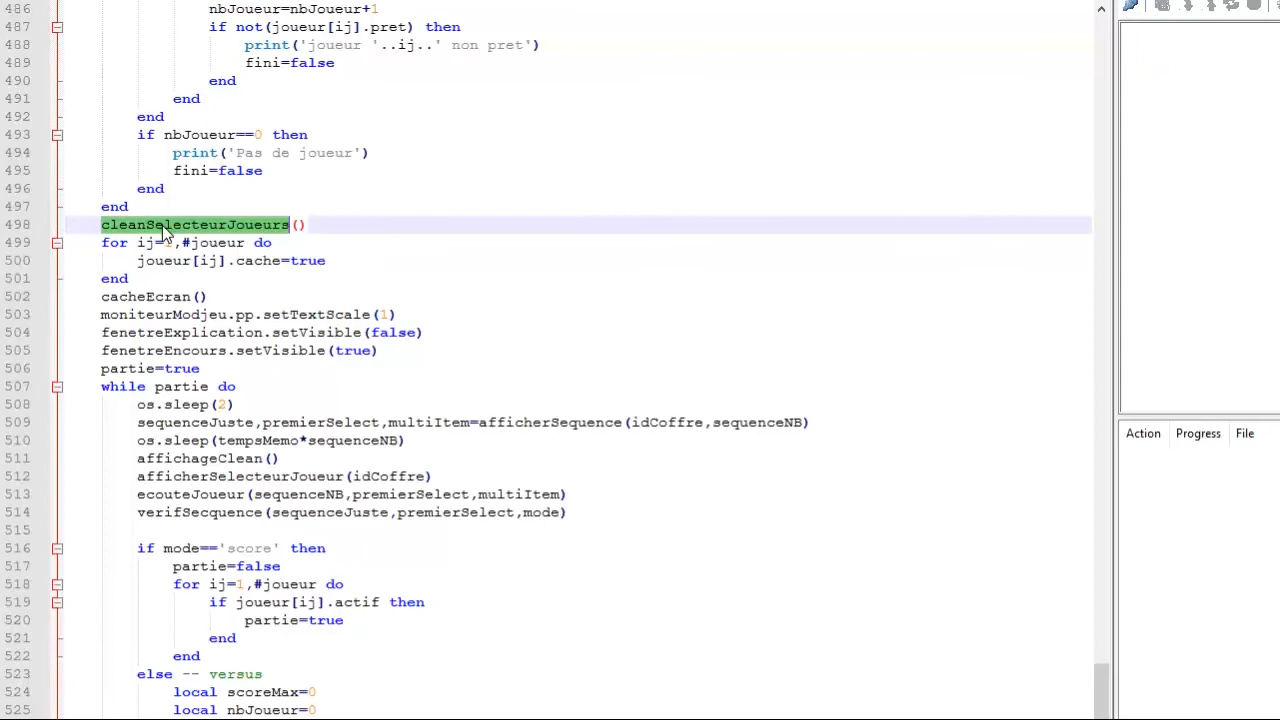 486 nbJoueur=nbJoueur+1
487 if not(joueur[ij].pret) then
488 print('joueur '..ij..' non pret')
489 fini=false
490 end
491 end
492 end
493 if nbJoueur==0 then
494 print('Pas de joueur')
495 fini=false
496 end
497 end
498 cleanSelecteurJoueurs()
499 for ij=1,#joueur do
500 joueur[ij].cache=true
501 end
502 cacheEcran()
503 moniteurModjeu.pp.setTextScale(1)
504 fenetreExplication.setVisible(false)
505 fenetreEncours.setVisible(true)
506 partie=true
507 while partie do
508 os.sleep(2)
509 sequenceJuste,premierSelect,multiItem=afficherSequence(idCoffre,sequenceNB)
510 os.sleep(tempsMemo*sequenceNB)
511 affichageClean()
512 afficherSelecteurJoueur(idCoffre)
513 ecouteJoueur(sequenceNB,premierSelect,multiItem)
514 verifSecquence(sequenceJuste,premierSelect,mode)
515
516 if mode=='score' then
517 partie=false
518 for ij=1,#joueur do
519 if joueur[ij].actif then
520 partie=true
521 end
522 end
523 else -- versus
524 local scoreMax=0
525 local nbJoueur=0
Action Progress File